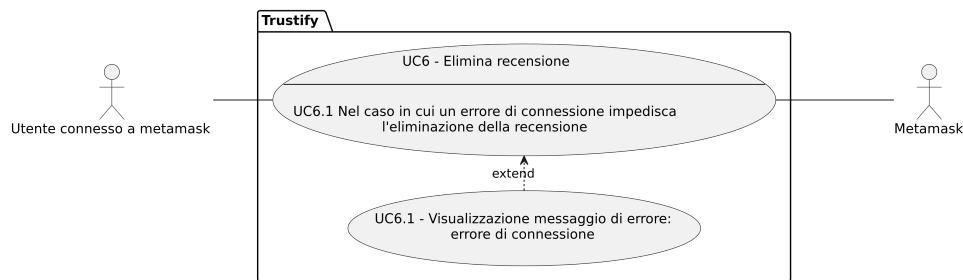 Trustify
UC6 - Elimina recensione
UC6.1 Nel caso in cui un errore di connessione impedisca
l'eliminazione della recensione
Utente connesso a metamask
Metamask
extend
UC6.1 - Visualizzazione messaggio di errore:
errore di connessione